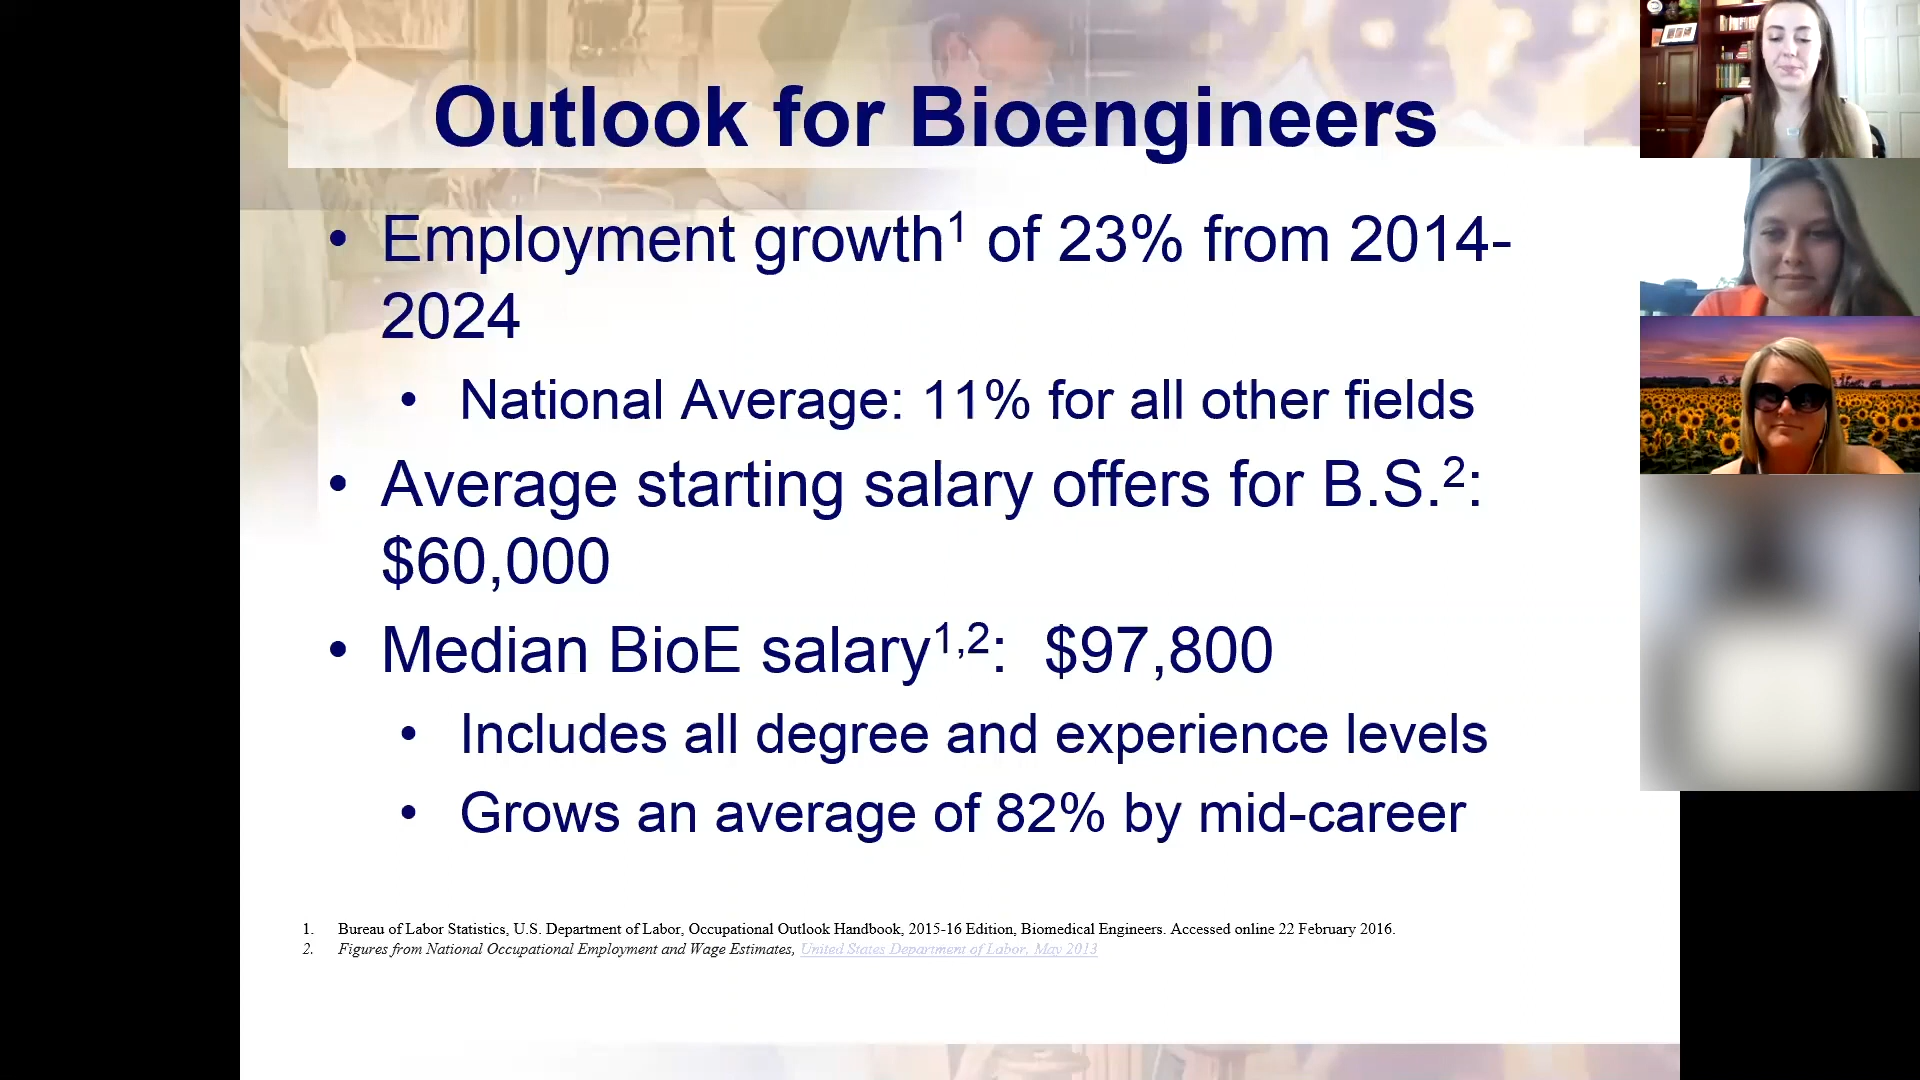 Outlook for Bioengineers
• Employment growth1 of 23% from 2014-
2024
• National Average: 11% for all other fields
• Average starting salary offers for B.S.2:
$60,000
• Median BioE salary1,2: $97,800
• Includes all degree and experience levels
• Grows an average of 82% by mid-career
1. Bureau of Labor Statistics, U.S. Department of Labor, Occupational Outlook Handbook, 2015-16 Edition, Biomedical Engineers. Accessed online 22 February 2016.
2. Figures from National Occupational Employment and Wage Estimates, United States Department of Labor, May 2013